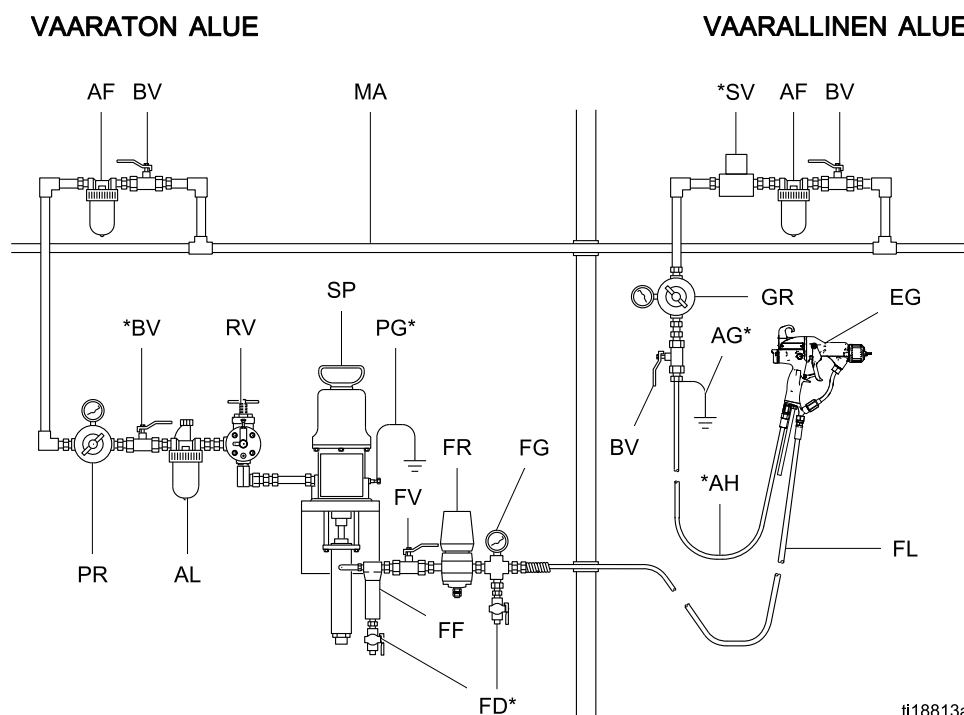 VAARATON ALUE
VAARALLINEN ALUE
AF BV MA *SV AF BV
SP
GR EG
*BV RV PG* AG*
FR FG BV
*AH
FV
PR AL FL
FF
FD*
ti18813a